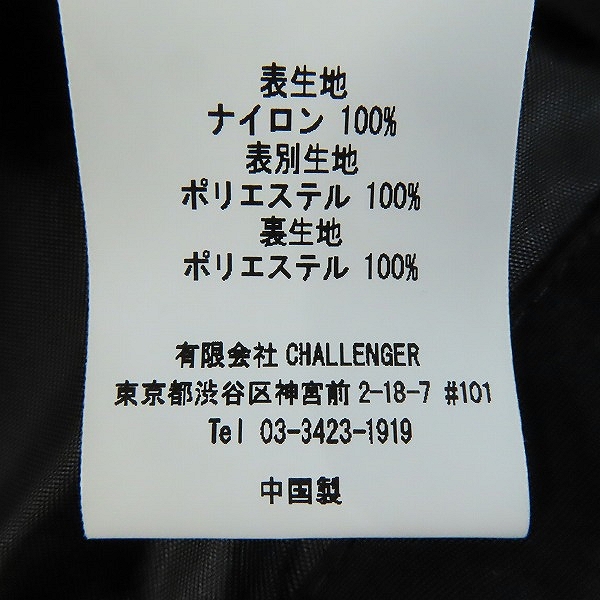 表生地
ナイロン 100%
表別生地
ポリエステル 100%
裏生地
ポリエステル 100%
有限会社 CHALLENGER
東京都渋谷区神宮前 2-18-7 #101
Tel 03-3423-1919
中国製